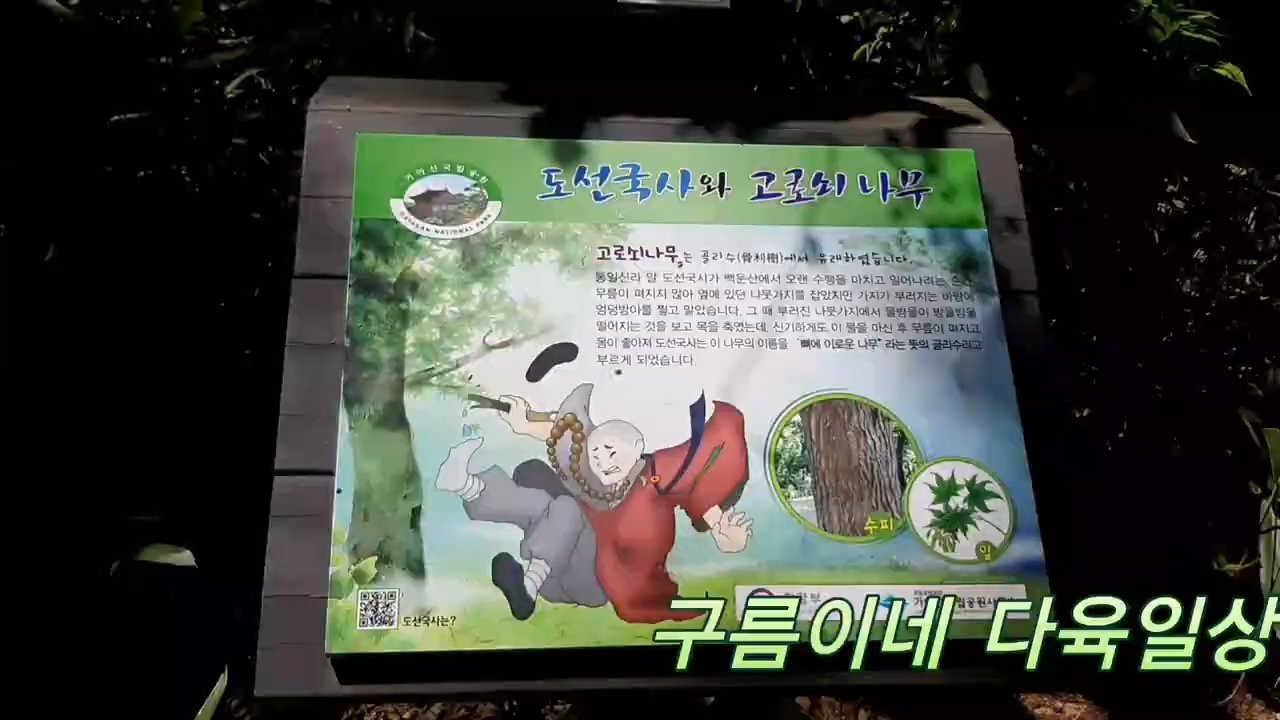 도선국사와 고로쇠 나무
가야산국립공원
GAYASAN NATIONAL PARK
고로쇠나무는 골리수(骨利樹)에서 유래하였습니다.
통일신라 말 도선국사가 백운산에서 오랜 수행을 마치고 일어나려는 순간
무릎이 펴지지 않아 옆에 있던 나뭇가지를 잡았지만 가지가 부러지는 바람에
엉덩방아를 찧고 말았습니다. 그 때 부러진 나뭇가지에서 물방울이 방울방울
떨어지는 것을 보고 목을 축였는데, 신기하게도 이 물을 마신 후 무릎이 펴지고
몸이 좋아져 도선국사는 이 나무의 이름을 "뼈에 이로운 나무" 라는 뜻의 골리수라고
부르게 되었습니다.
수피
잎
도선국사는?
구름이네 다육일상